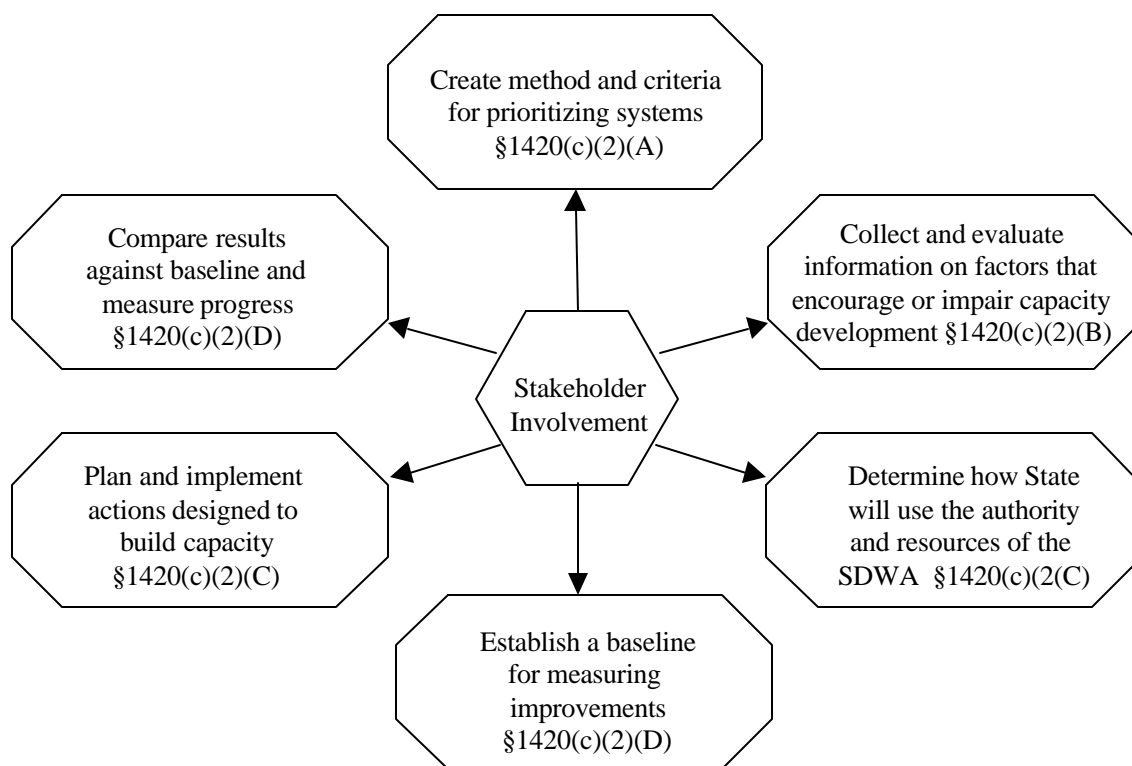 Create method and criteria
for prioritizing systems
§1420(c)(2)(A)
Compare results
against baseline and
measure progress
§1420(c)(2)(D)
Collect and evaluate
information on factors that
encourage or impair capacity
development §1420(c)(2)(B)
Stakeholder
Involvement
Plan and implement
actions designed to
build capacity
§1420(c)(2)(C)
Determine how State
will use the authority
and resources of the
SDWA §1420(c)(2(C)
Establish a baseline
for measuring
improvements
§1420(c)(2)(D)